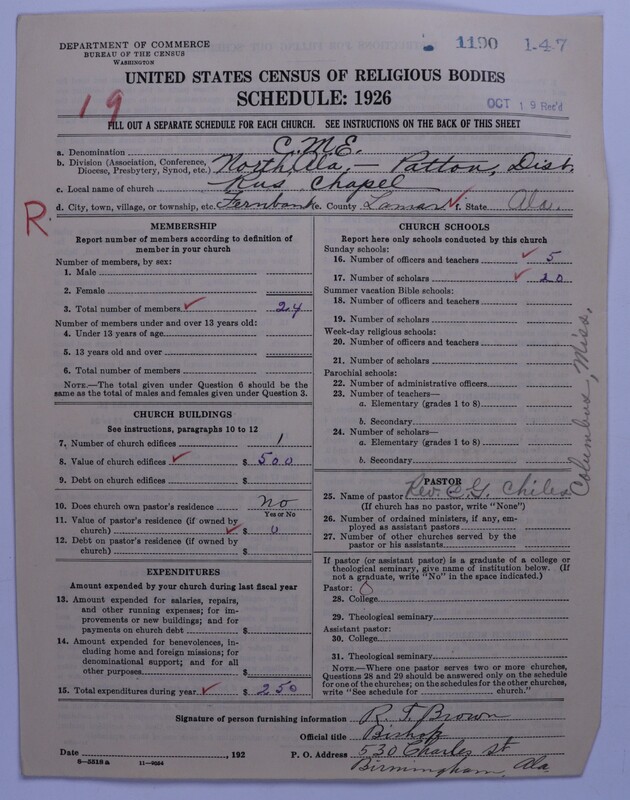 DEPARTMENT OF COMMERCE
BUREAU OF THE CENSUS
WASHINGTON
1190 1-47
UNITED STATES CENSUS OF RELIGIOUS BODIES
SCHEDULE: 1926
19
OCT 19 Rec'd
FILL OUT A SEPARATE SCHEDULE FOR EACH CHURCH. SEE INSTRUCTIONS ON THE BACK OF THIS SHEET
a. Denomination C.M.E.
b. Division (Association, Conference, Diocese, Presbytery, Synod, etc.) North Ala. — Patton, Dist.
c. Local name of church Rus Chapel
d. City, town, village, or township, etc. Fernbank e. County Lamar f. State Ala.
R.
MEMBERSHIP
Report number of members according to definition of
member in your church
Number of members, by sex:
1. Male
2. Female
3. Total number of members 24
Number of members under and over 13 years old:
4. Under 13 years of age
5. 13 years old and over
6. Total number of members
NOTE.—The total given under Question 6 should be the
same as the total of males and females given under Question 3.
CHURCH BUILDINGS
See instructions, paragraphs 10 to 12
7. Number of church edifices 1
8. Value of church edifices $ 500
9. Debt on church edifices $
10. Does church own pastor's residence No
Yes or No
11. Value of pastor's residence (if owned by
church) $ 0
12. Debt on pastor's residence (if owned by
church) $
EXPENDITURES
Amount expended by your church during last fiscal year
13. Amount expended for salaries, repairs,
and other running expenses; for im-
provements or new buildings; and for
payments on church debt $
14. Amount expended for benevolences, in-
cluding home and foreign missions; for
denominational support; and for all
other purposes $
15. Total expenditures during year $ 250
CHURCH SCHOOLS
Report here only schools conducted by this church
Sunday schools:
16. Number of officers and teachers 5
17. Number of scholars 20
Summer vacation Bible schools:
18. Number of officers and teachers
19. Number of scholars
Week-day religious schools:
20. Number of officers and teachers
21. Number of scholars
Parochial schools:
22. Number of administrative officers
23. Number of teachers—
a. Elementary (grades 1 to 8)
b. Secondary
24. Number of scholars—
a. Elementary (grades 1 to 8)
b. Secondary
Columbus, Miss.
PASTOR
25. Name of pastor Rev. E. G. Chiles
(If church has no pastor, write "None")
26. Number of ordained ministers, if any, em-
ployed as assistant pastors
27. Number of other churches served by the
pastor or his assistants
If pastor (or assistant pastor) is a graduate of a college or
theological seminary, give name of institution below. (If
not a graduate, write "No" in the space indicated.)
Pastor:
28. College
29. Theological seminary
Assistant pastor:
30. College
31. Theological seminary
NOTE.—Where one pastor serves two or more churches,
Questions 28 and 29 should be answered only on the schedule
for one of the churches; on the schedules for the other churches,
write "See schedule for church."
Signature of person furnishing information R. T. Brown
Official title Bishop
Date , 192 P. O. Address 530 Charles st
Birmingham, Ala.
8-5513 a 11-9554